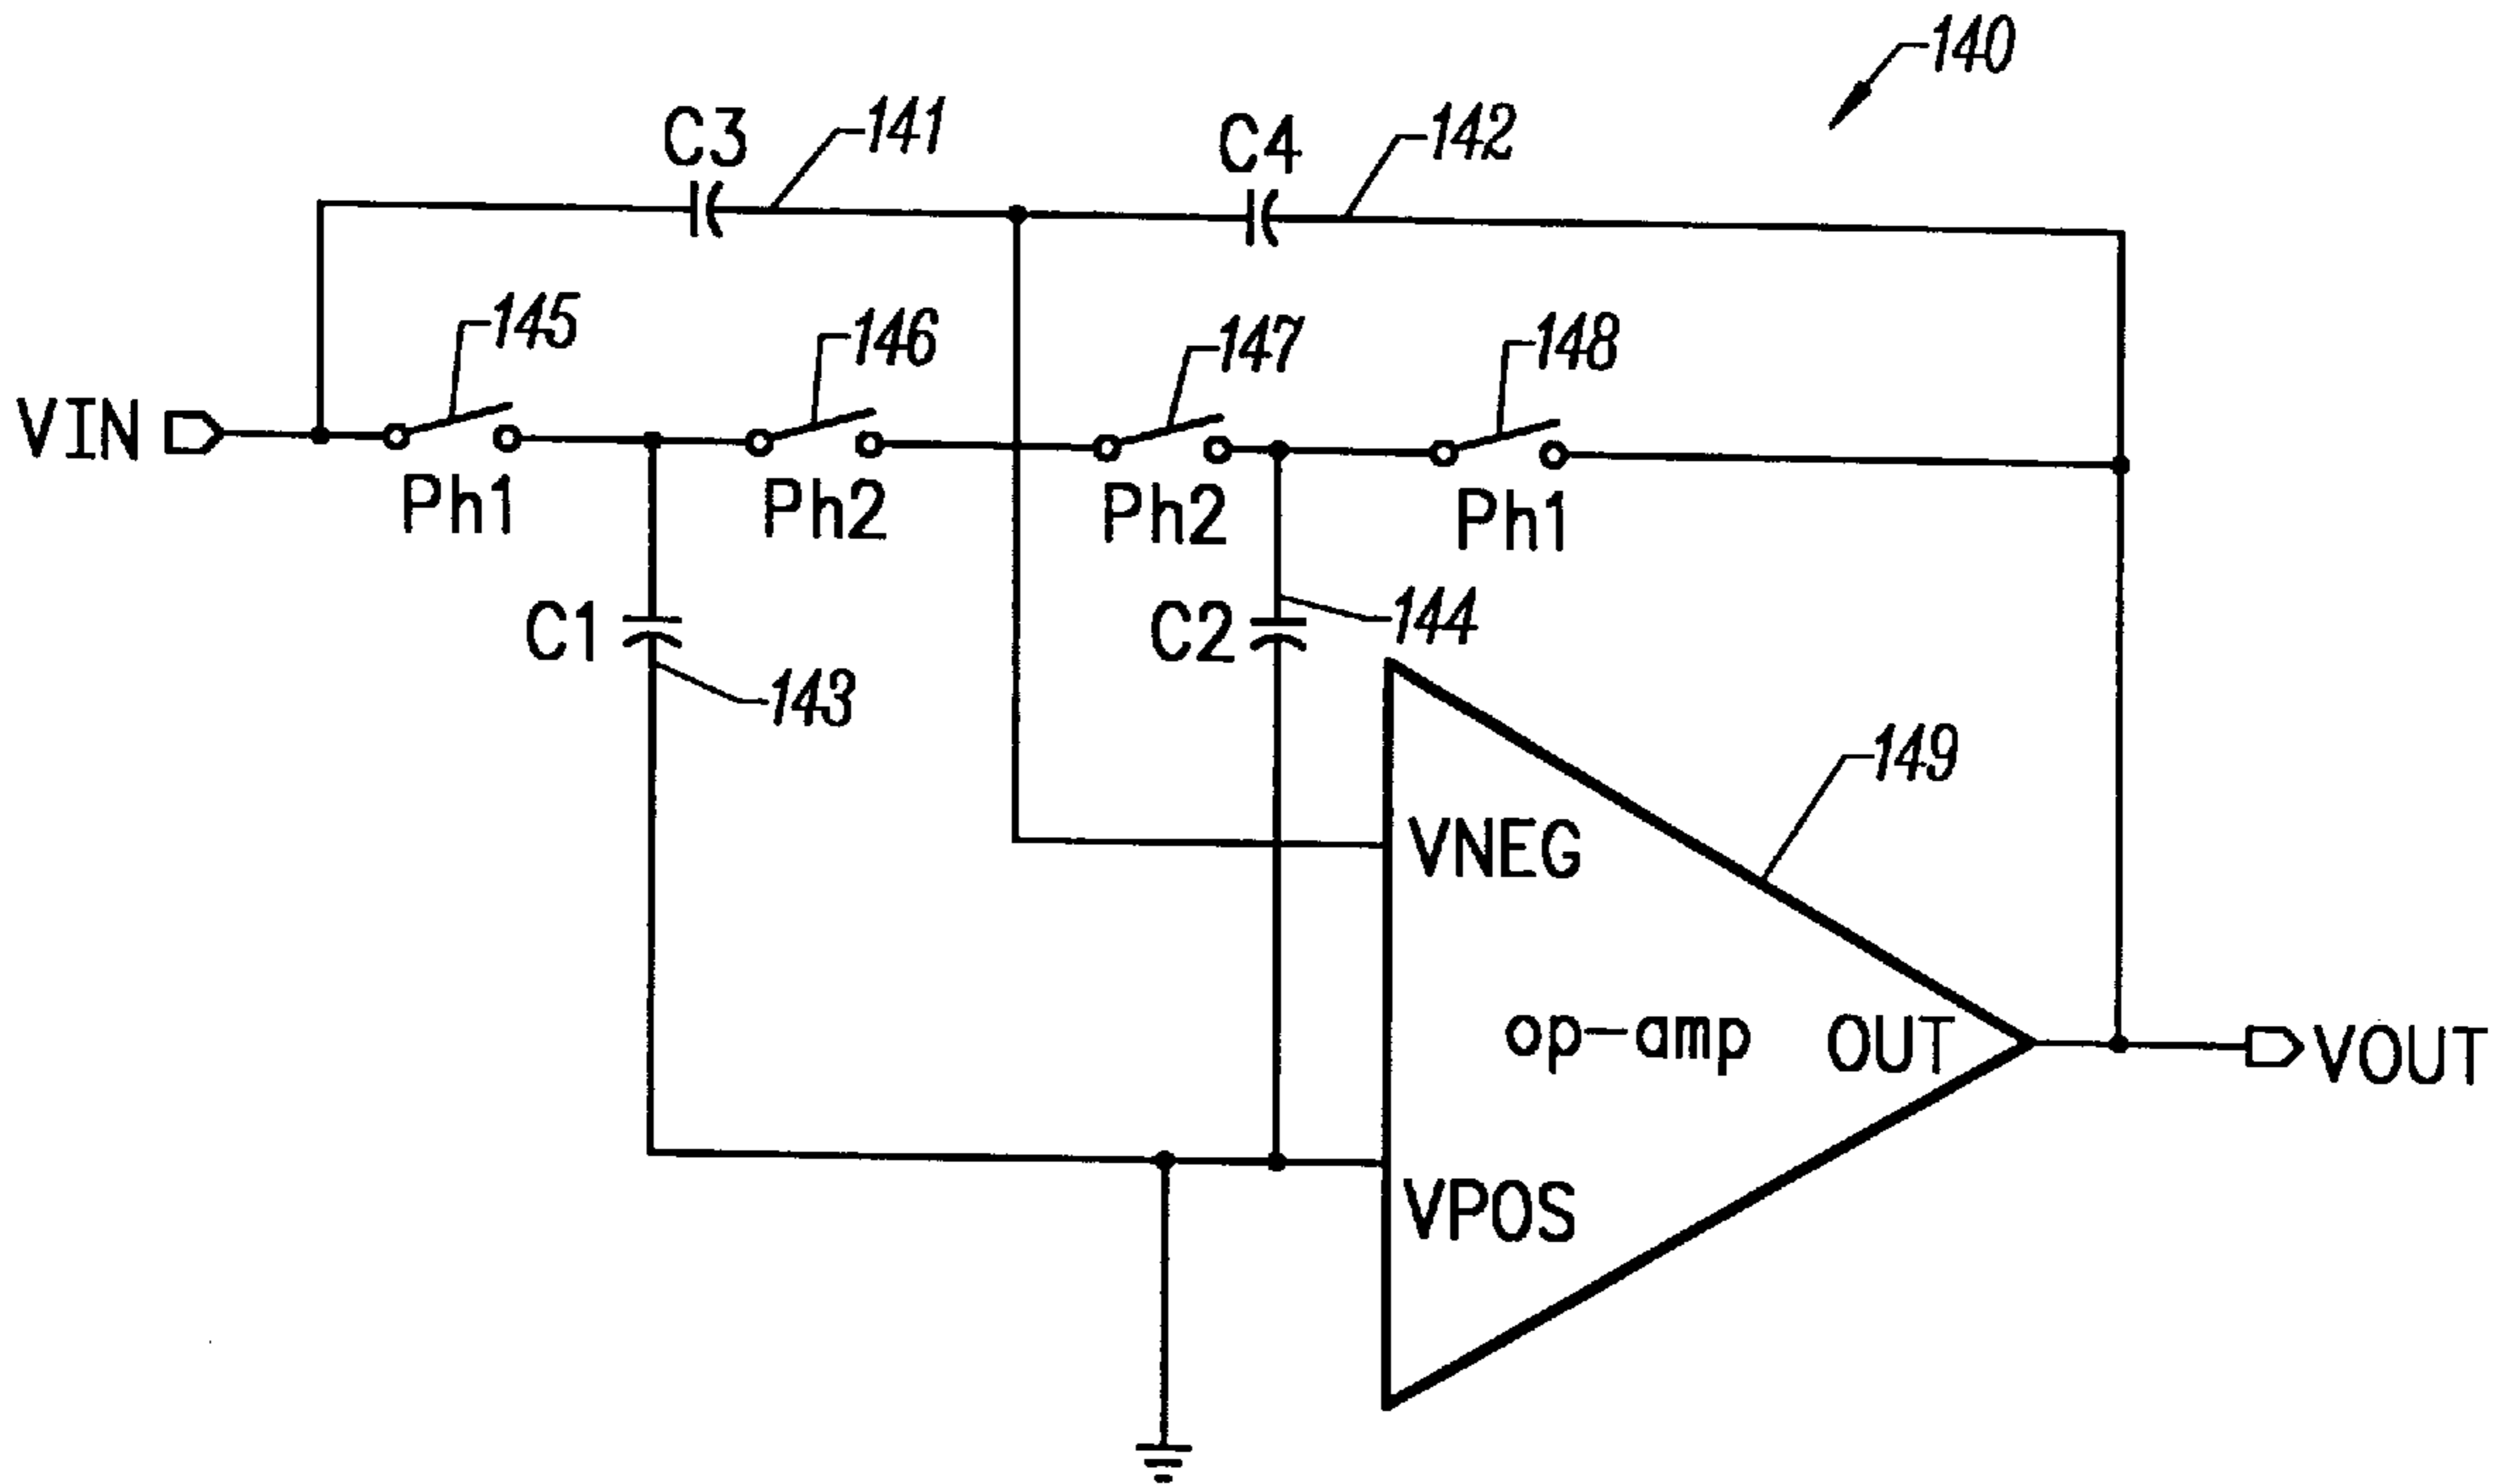 140
C3
141
C4
142
145
146
147
148
VIN
Ph1
Ph2
Ph2
Ph1
C1
143
C2
144
149
VNEG
op-amp
OUT
VOUT
VPOS